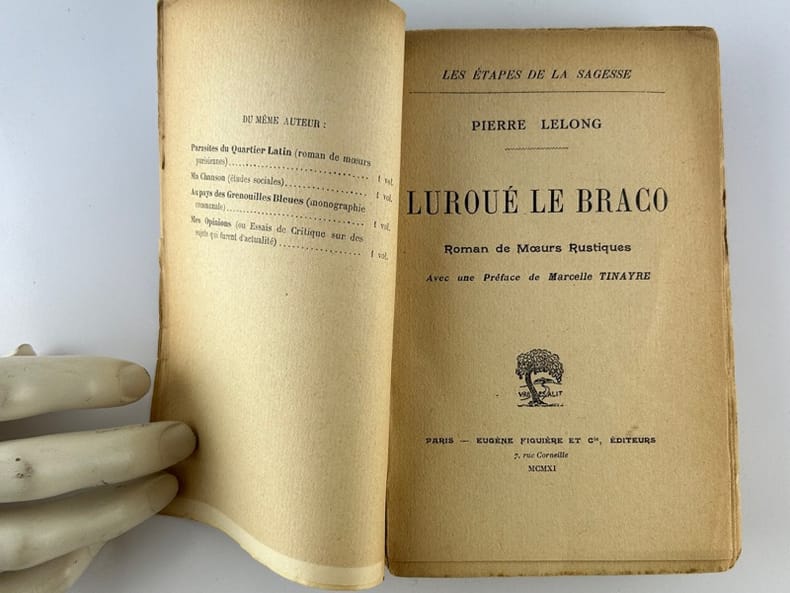 DU MÊME AUTEUR :
Parasites du Quartier Latin (roman de mœurs
parisiennes)........................ 1 vol.
Ma Chanson (études sociales).................... 1 vol.
Au pays des Grenouilles Bleues (monographie
communale)........................ 1 vol.
Mes Opinions (ou Essais de Critique sur des
sujets qui furent d'actualité)................ 1 vol.
LES ÉTAPES DE LA SAGESSE
PIERRE LELONG
LUROUÉ LE BRACO
Roman de Mœurs Rustiques
Avec une Préface de Marcelle TINAYRE
PARIS — EUGÈNE FIGUIÈRE ET Cie, ÉDITEURS
7, rue Corneille
MCMXI